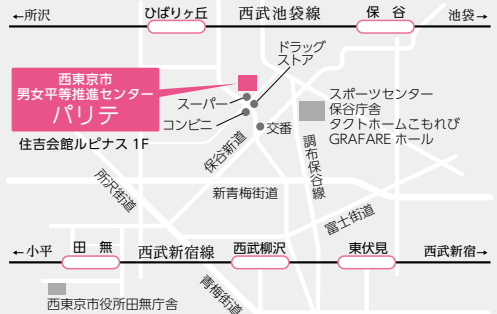 ←所沢
ひばりヶ丘
西武池袋線
保 谷
池袋→
ドラッグ
ストア
西東京市
男女平等推進センター
パリテ
住吉会館ルピナス 1F
スーパー
コンビニ
交番
スポーツセンター
保谷庁舎
タクトホームこもれび
GRAFARE ホール
保谷新道
調布保谷線
所沢街道
新青梅街道
富士街道
←小平
田 無
西武新宿線
西武柳沢
東伏見
西武新宿→
西東京市役所田無庁舎
青梅街道